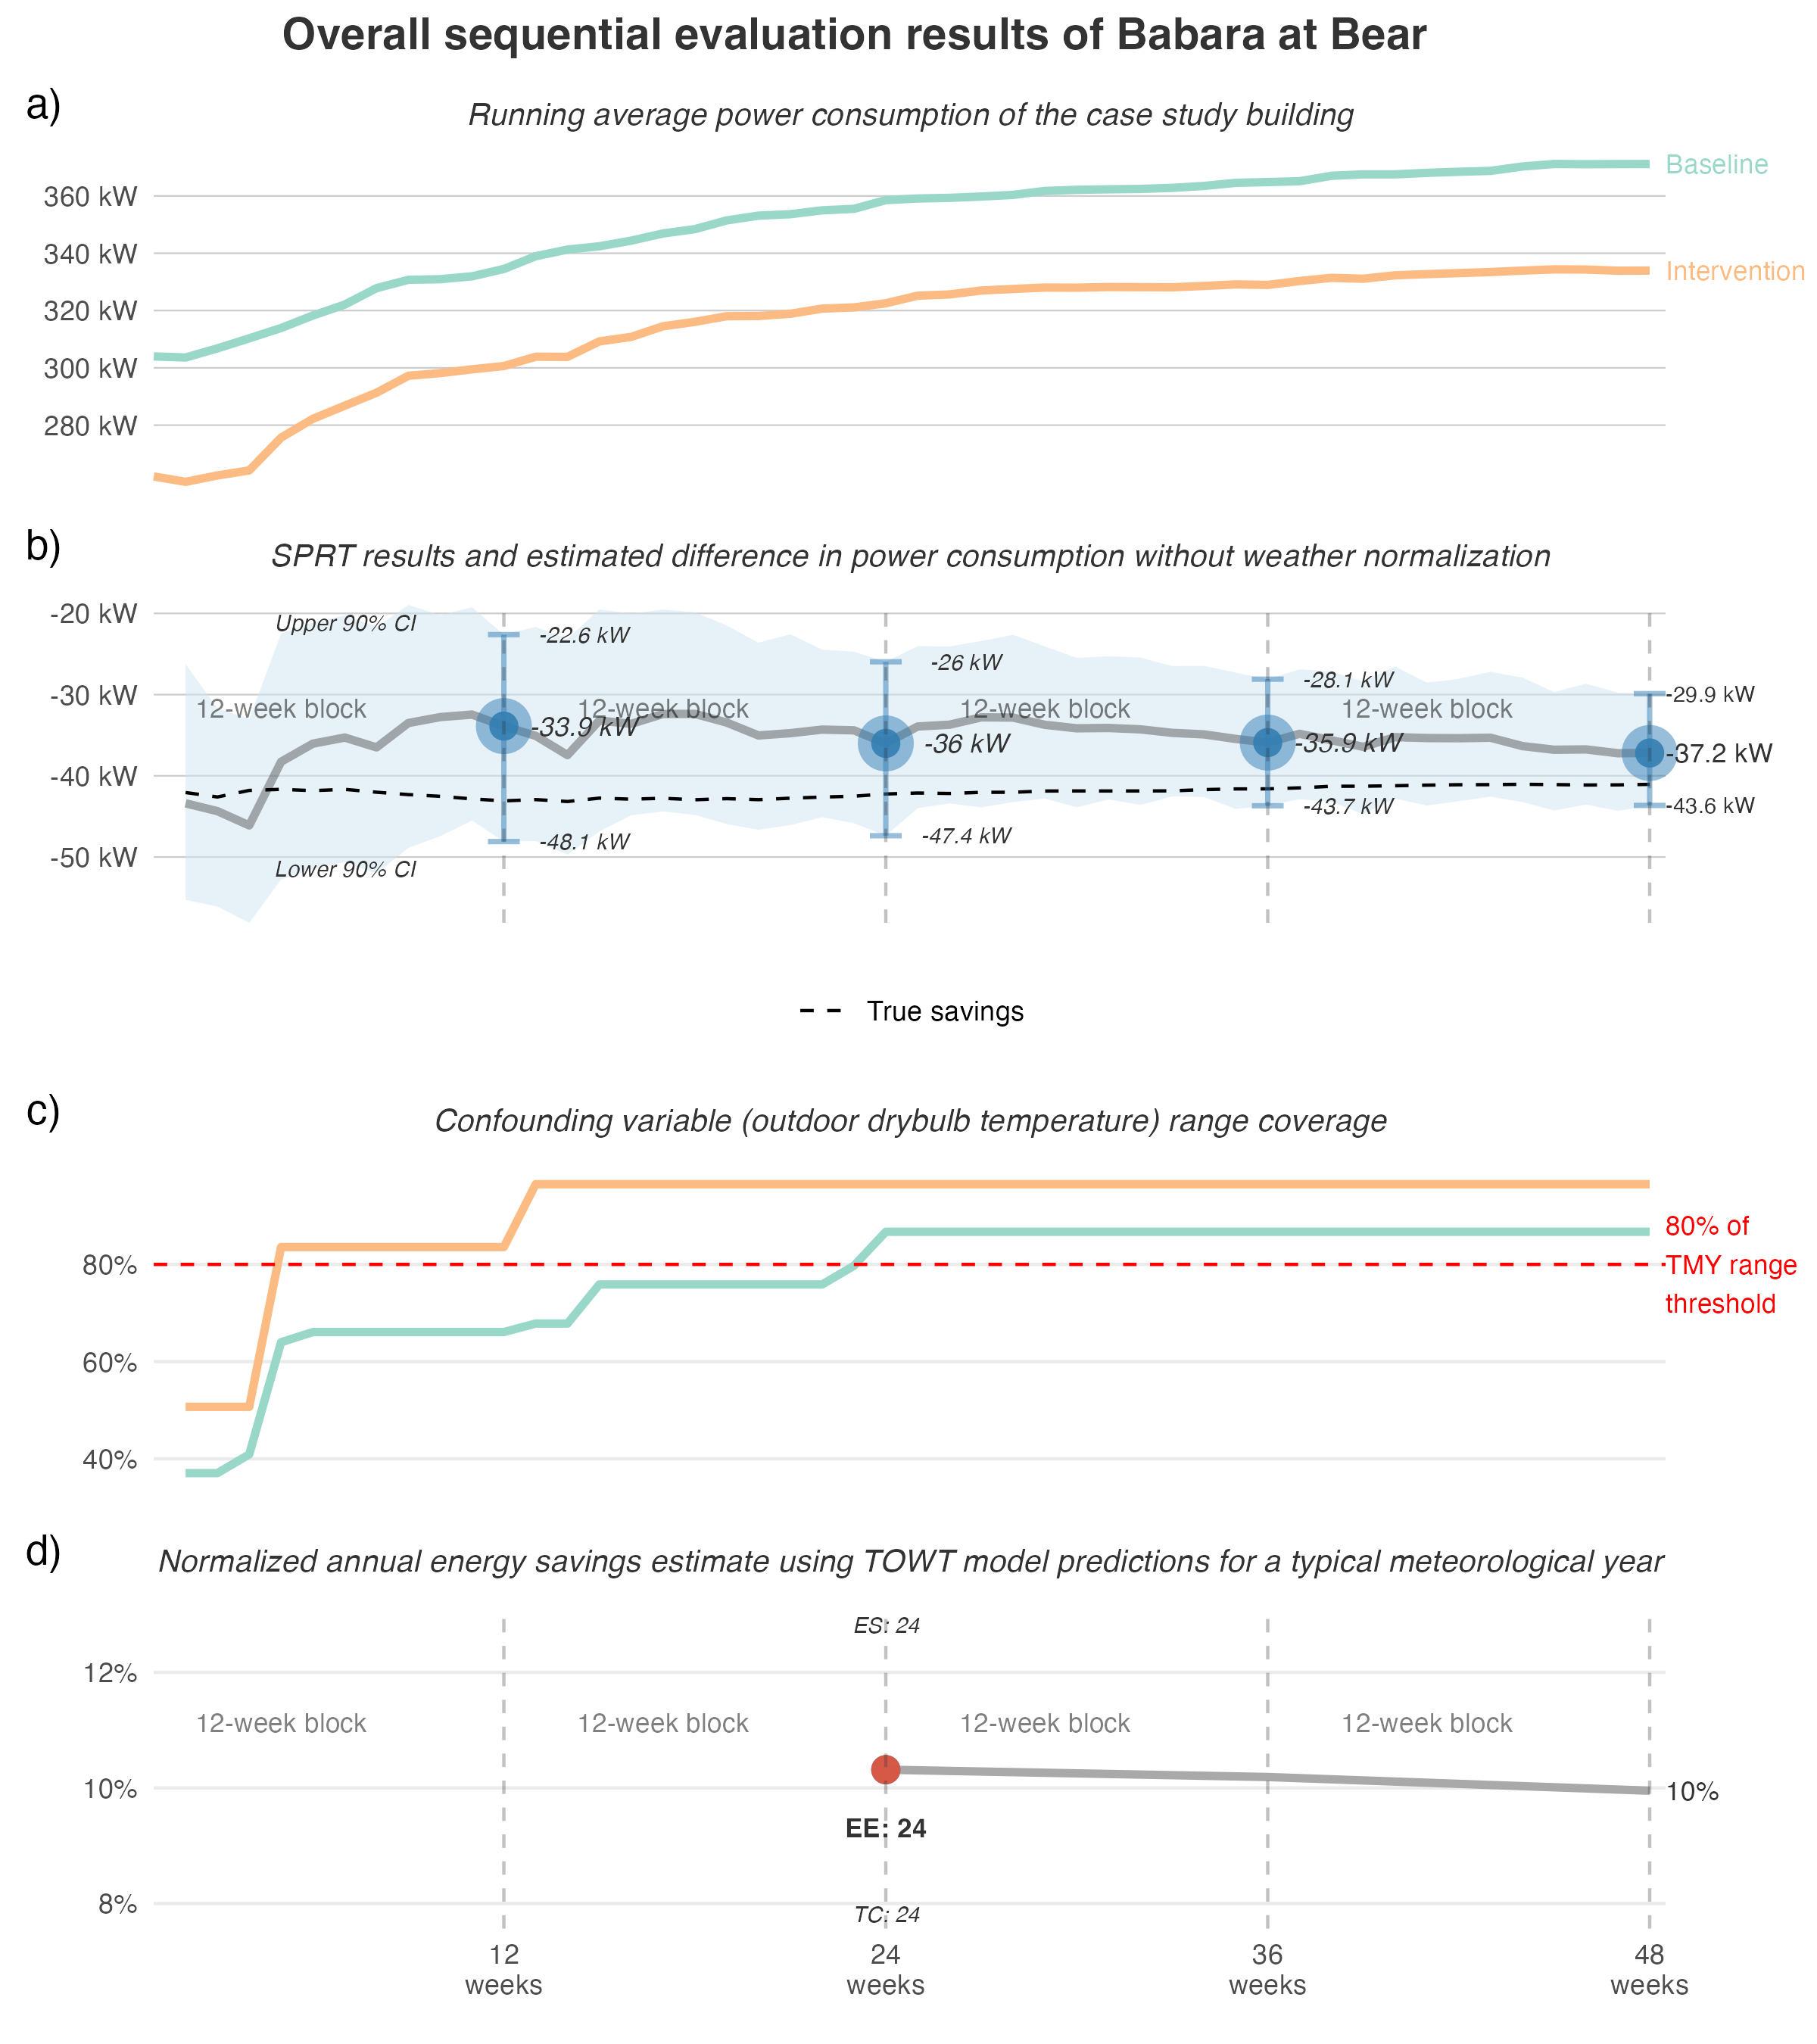 Overall sequential evaluation results of Babara at Bear
a)
Running average power consumption of the case study building
Baseline
360 kW
340 kW
Intervention
320 kW
300 kW
280 kW
b)
SPRT results and estimated difference in power consumption without weather normalization
-20 kW
Upper 90% CI
-22.6 kW
-26 kW
-28.1 kW
-29.9 kW
-30 kW
12-week block
12-week block
12-week block
12-week block
-33.9 kW
-36 kW
-35.9 kW
-37.2 kW
-40 kW
-43.7 kW
-43.6 kW
-48.1 kW
-47.4 kW
-50 kW
Lower 90% CI
True savings
c)
Confounding variable (outdoor drybulb temperature) range coverage
80% of
TMY range
threshold
80%
60%
40%
d)
Normalized annual energy savings estimate using TOWT model predictions for a typical meteorological year
ES: 24
12%
12-week block
12-week block
12-week block
12-week block
10%
10%
EE: 24
8%
TC: 24
12
weeks
24
weeks
36
weeks
48
weeks